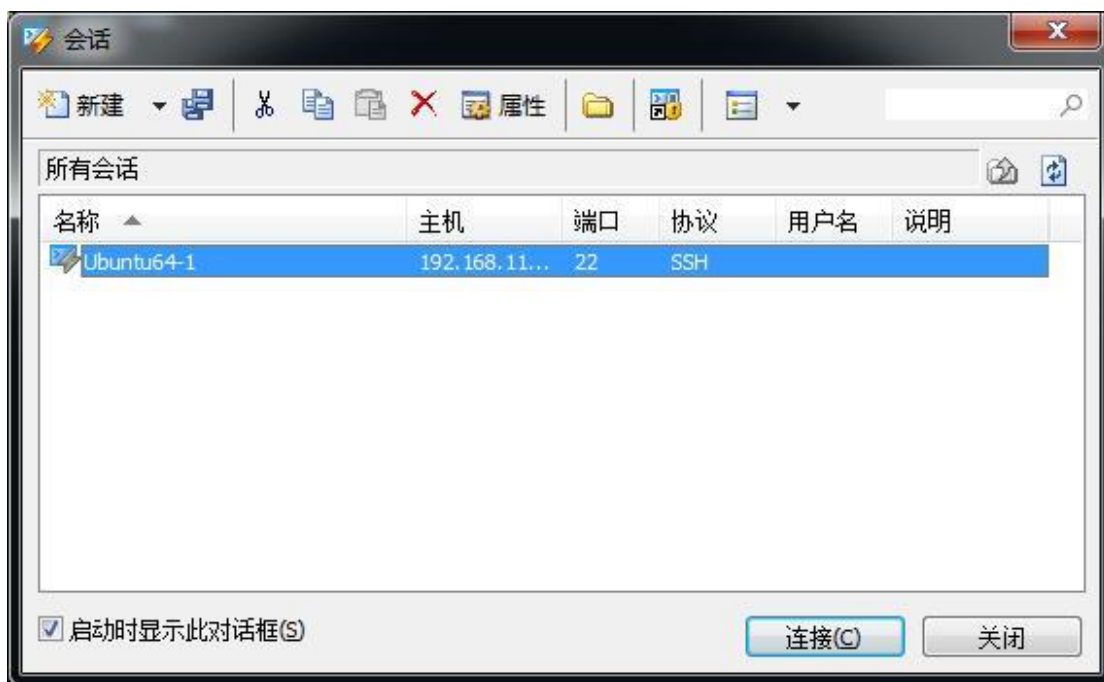 会话
新建 属性
所有会话
名称 主机 端口 协议 用户名 说明
Ubuntu64-1 192.168.11... 22 SSH
启动时显示此对话框(S) 连接(C) 关闭